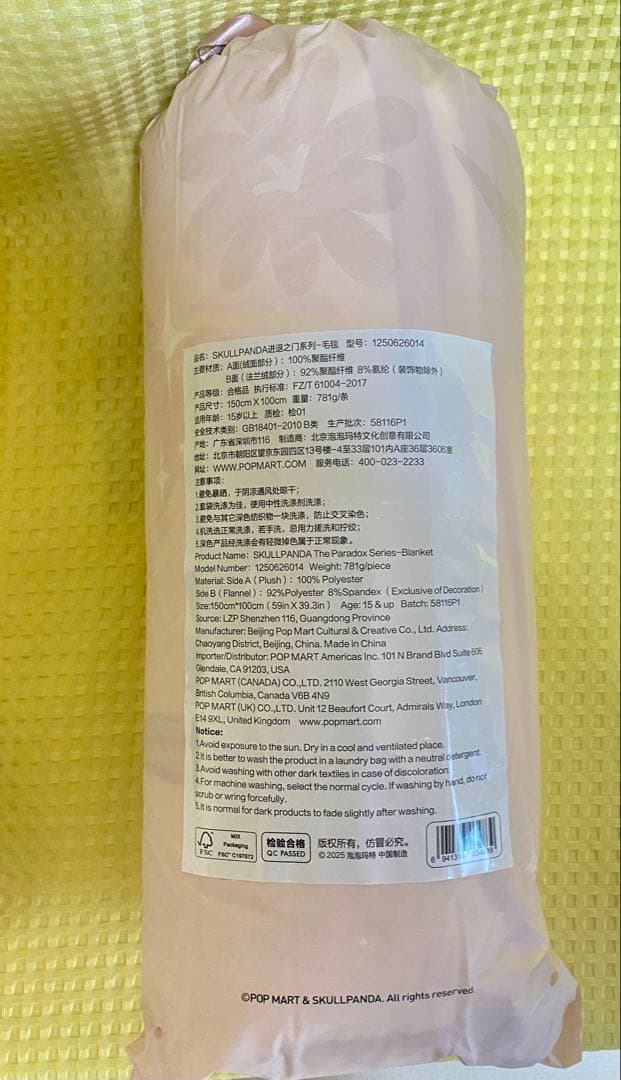 品名：SKULLPANDA进退之门系列-毛毯 型号：1250626014
主要材质：A面(绒面部分)：100%聚酯纤维
B面（法兰绒部分）：92%聚酯纤维 8%氨纶（装饰物除外）
产品等级：合格品 执行标准：FZ/T 61004-2017
产品尺寸：150cm X 100cm 重量：781g/条
适用年龄：15岁以上 质检：检01
安全技术类别：GB18401-2010 B类 生产批次：58116P1
产地：广东省深圳市116 制造商：北京泡泡玛特文化创意有限公司
地址：北京市朝阳区望京东园四区13号楼-4至33层101内A座36层3606室
网址：WWW.POPMART.COM 服务电话：400-023-2233
注意事项：
1.避免暴晒，于阴凉通风处晾干；
2.套袋洗涤为佳，使用中性洗涤剂洗涤；
3.避免与其它深色纺织物一块洗涤，防止交叉染色；
4.机洗选正常洗涤，若手洗，忌用力搓洗和拧绞；
5.深色产品经洗涤会有轻微掉色属于正常现象。
Product Name：SKULLPANDA The Paradox Series-Blanket
Model Number：1250626014 Weight: 781g/piece
Material: Side A（Plush）：100% Polyester
Side B（Flannel）：92%Polyester 8%Spandex（Exclusive of Decoration）
Size:150cm*100cm（59in X 39.3in） Age: 15 & up Batch: 58116P1
Source: LZP Shenzhen 116, Guangdong Province
Manufacturer: Beijing Pop Mart Cultural & Creative Co., Ltd. Address:
Chaoyang District, Beijing, China. Made in China
Importer/Distributor: POP MART Americas Inc. 101 N Brand Blvd Suite 606
Glendale, CA 91203, USA
POP MART (CANADA) CO.,LTD. 2110 West Georgia Street, Vancouver,
British Columbia, Canada V6B 4N9
POP MART (UK) CO.,LTD. Unit 12 Beaufort Court, Admirals Way, London
E14 9XL, United Kingdom www.popmart.com
Notice:
1.Avoid exposure to the sun. Dry in a cool and ventilated place.
2.It is better to wash the product in a laundry bag with a neutral detergent.
3.Avoid washing with other dark textiles in case of discoloration.
4.For machine washing, select the normal cycle. If washing by hand, do not
scrub or wring forcefully.
5.It is normal for dark products to fade slightly after washing.
FSC MIX Packaging FSC® C197672
检验合格 QC PASSED
版权所有，仿冒必究。
©2025 泡泡玛特 中国制造
©POP MART & SKULLPANDA. All rights reserved.